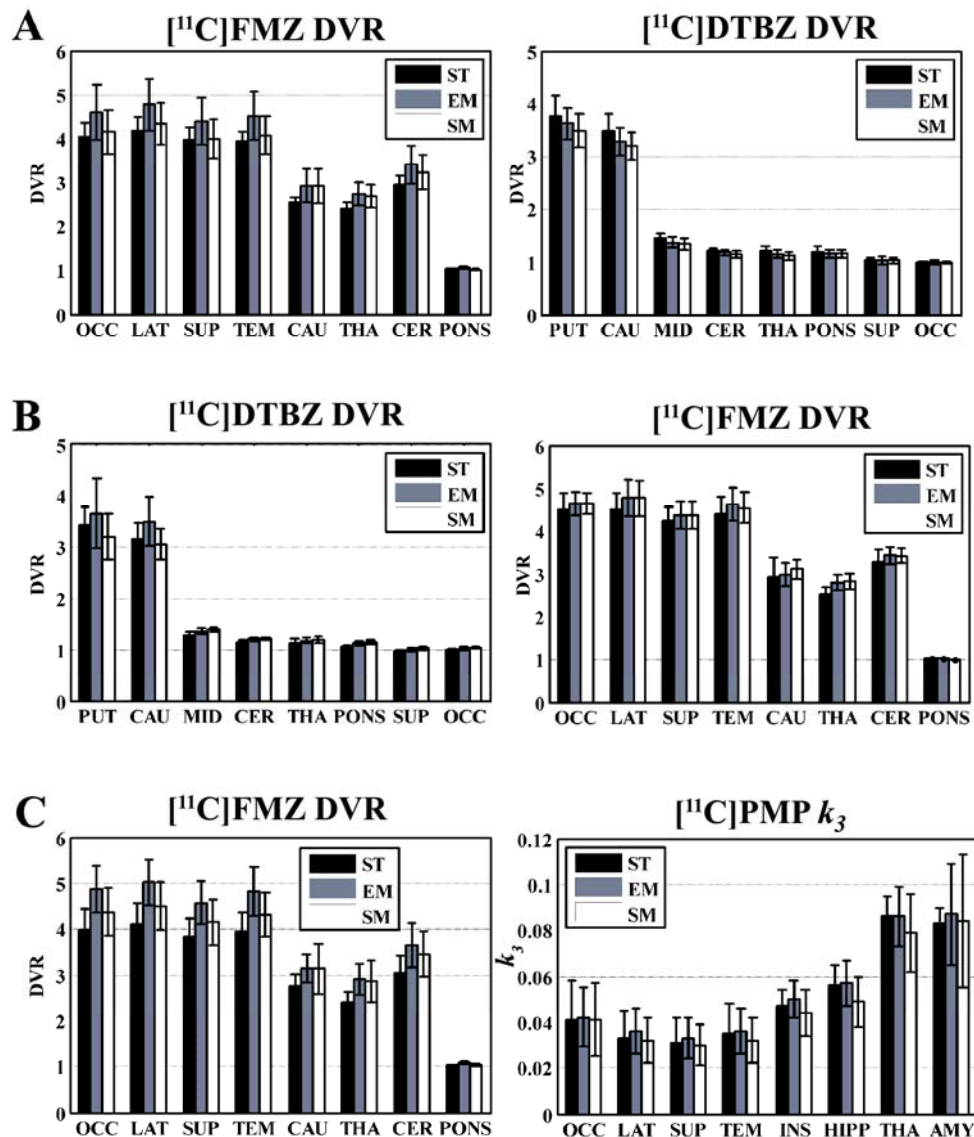 A
[¹¹C]FMZ DVR
6
5
4
3
2
1
0
DVR
ST
EM
SM
OCC LAT SUP TEM CAU THA CER PONS
[¹¹C]DTBZ DVR
5
4
3
2
1
0
DVR
ST
EM
SM
PUT CAU MID CER THA PONS SUP OCC
B
[¹¹C]DTBZ DVR
5
4
3
2
1
0
DVR
ST
EM
SM
PUT CAU MID CER THA PONS SUP OCC
[¹¹C]FMZ DVR
6
5
4
3
2
1
0
DVR
ST
EM
SM
OCC LAT SUP TEM CAU THA CER PONS
C
[¹¹C]FMZ DVR
6
5
4
3
2
1
0
DVR
ST
EM
SM
OCC LAT SUP TEM CAU THA CER PONS
[¹¹C]PMP k₃
0.12
0.1
0.08
0.06
0.04
0.02
0
k₃
ST
EM
SM
OCC LAT SUP TEM INS HIPP THA AMY